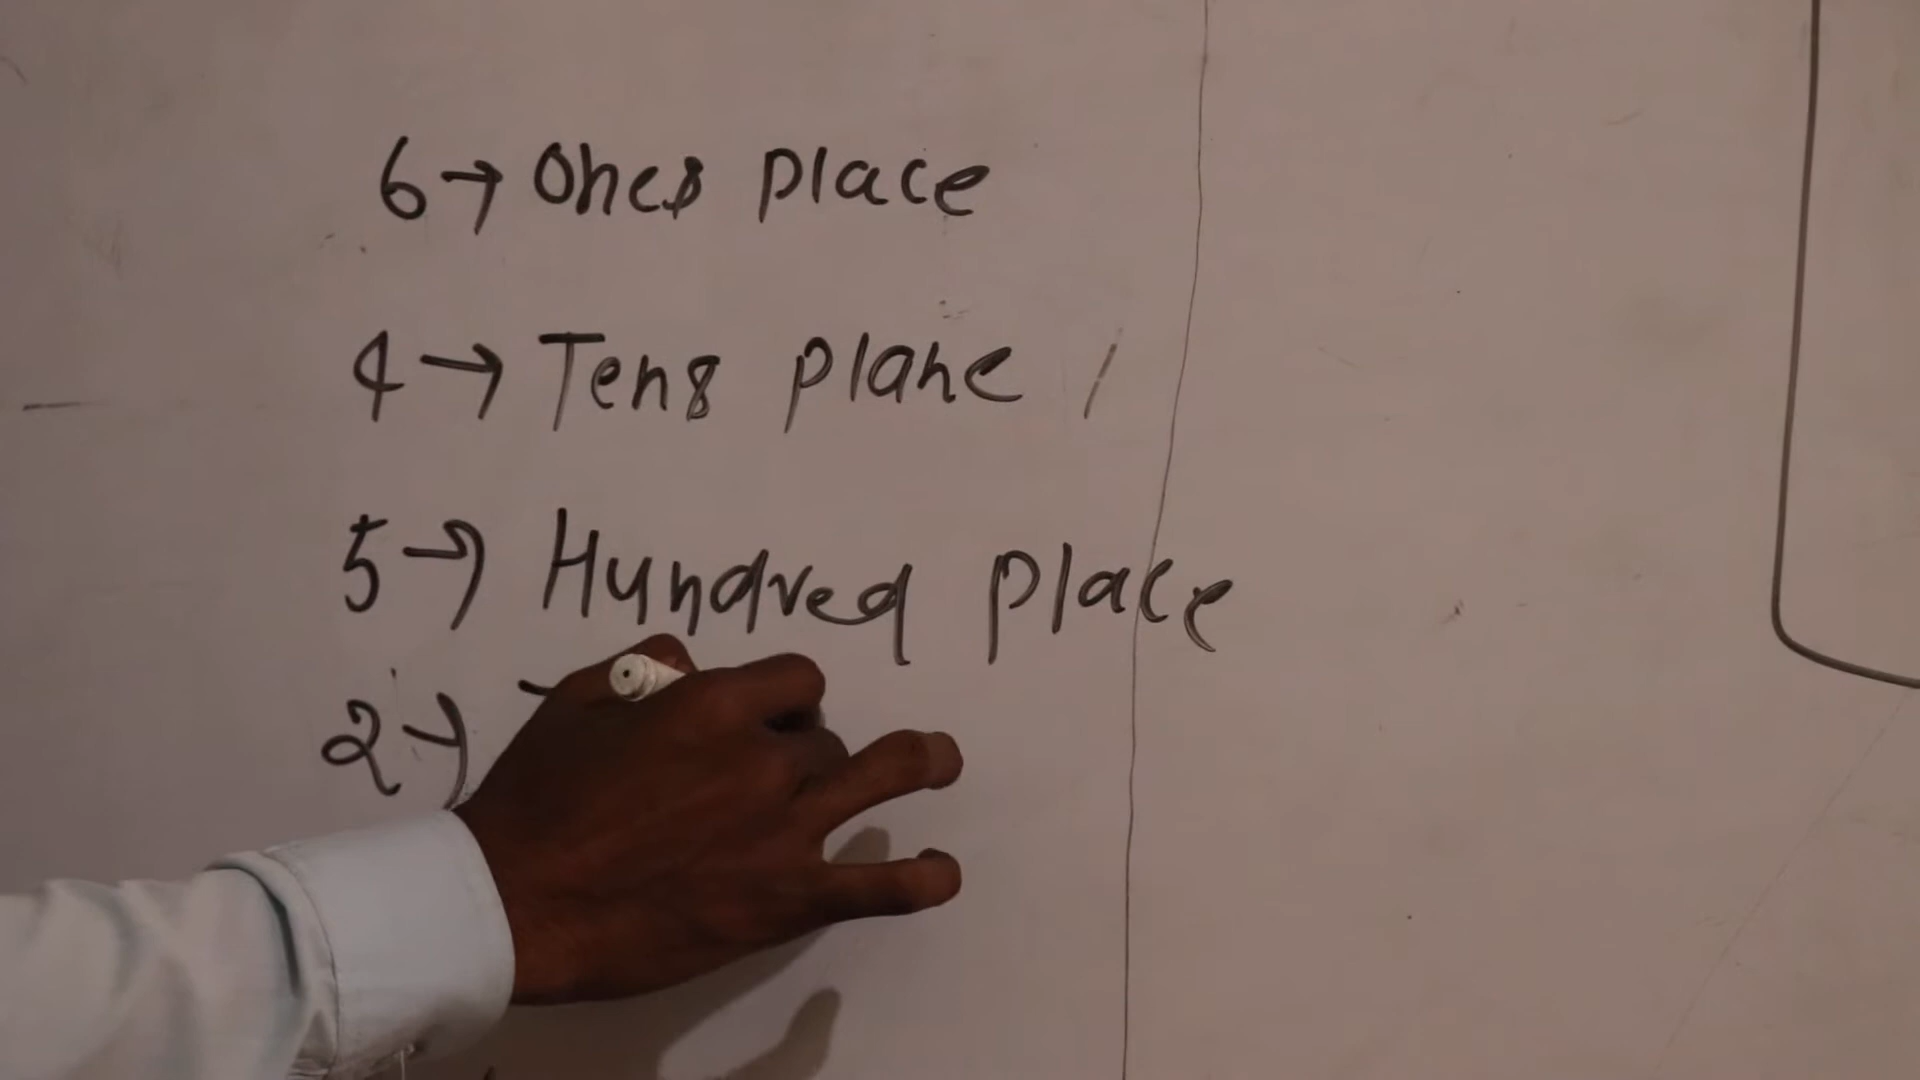 6→ Ones place
4→ Tens plane
5→ Hundred place
2→